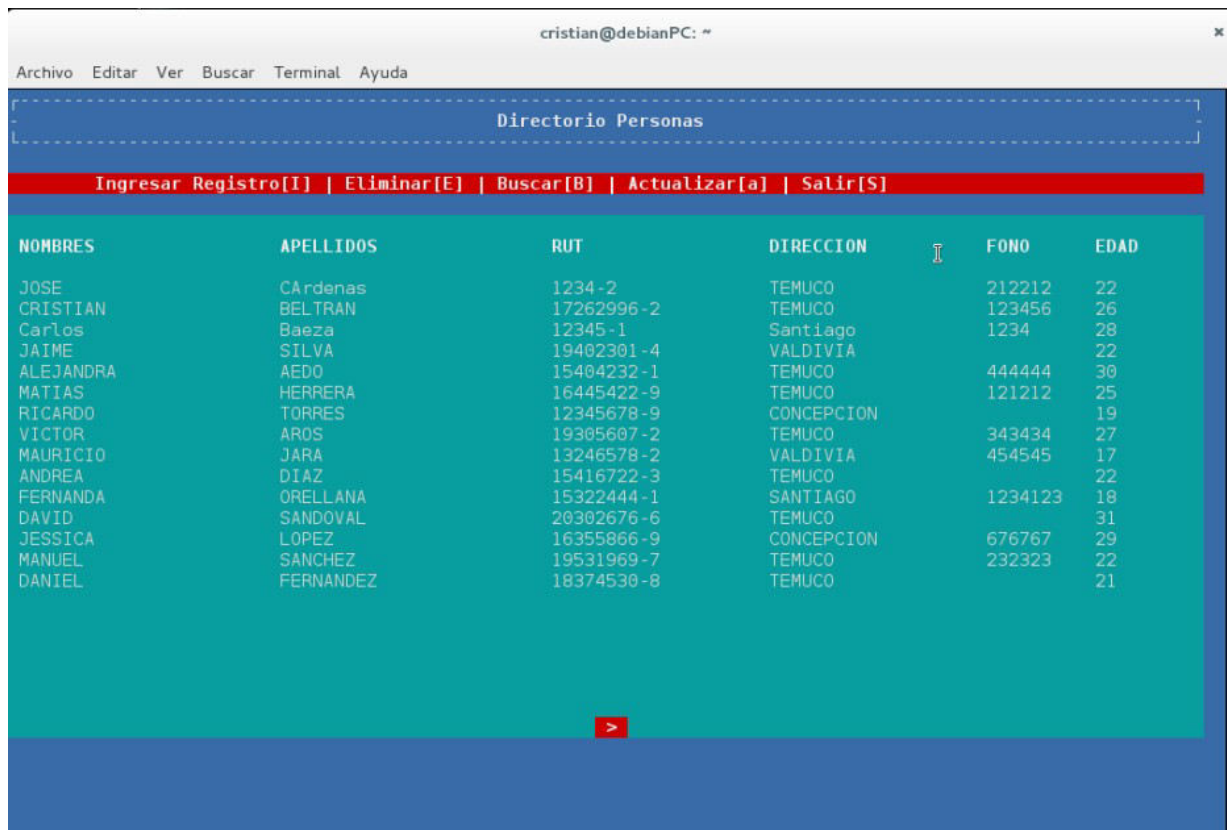 cristian@debianPC: ~ ×
Archivo Editar Ver Buscar Terminal Ayuda
Directorio Personas
Ingresar Registro[I] | Eliminar[E] | Buscar[B] | Actualizar[a] | Salir[S]
NOMBRES APELLIDOS RUT DIRECCION FONO EDAD
JOSE CArdenas 1234-2 TEMUCO 212212 22
CRISTIAN BELTRAN 17262996-2 TEMUCO 123456 26
Carlos Baeza 12345-1 Santiago 1234 28
JAIME SILVA 19402301-4 VALDIVIA 22
ALEJANDRA AEDO 15404232-1 TEMUCO 444444 30
MATIAS HERRERA 16445422-9 TEMUCO 121212 25
RICARDO TORRES 12345678-9 CONCEPCION 19
VICTOR AROS 19305607-2 TEMUCO 343434 27
MAURICIO JARA 13246578-2 VALDIVIA 454545 17
ANDREA DIAZ 15416722-3 TEMUCO 22
FERNANDA ORELLANA 15322444-1 SANTIAGO 1234123 18
DAVID SANDOVAL 20302676-6 TEMUCO 31
JESSICA LOPEZ 16355866-9 CONCEPCION 676767 29
MANUEL SANCHEZ 19531969-7 TEMUCO 232323 22
DANIEL FERNANDEZ 18374530-8 TEMUCO 21
>